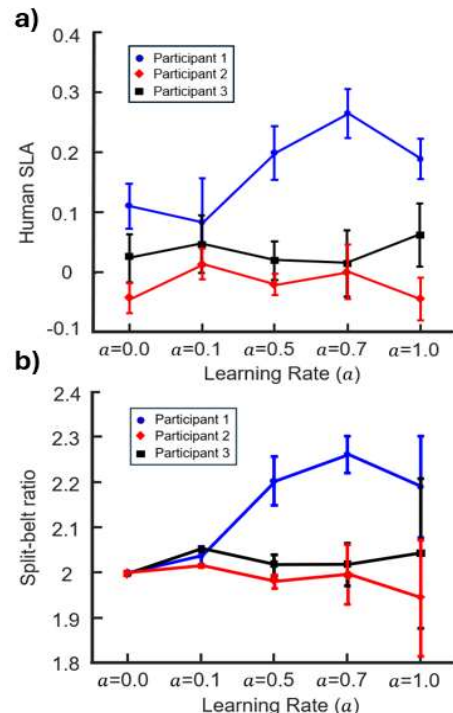 a)
0.4
0.3
0.2
0.1
0
-0.1
Human SLA
Participant 1
Participant 2
Participant 3
a=0.0 a=0.1 a=0.5 a=0.7 a=1.0
Learning Rate (a)
b)
2.4
2.3
2.2
2.1
2
1.9
1.8
Split-belt ratio
Participant 1
Participant 2
Participant 3
a=0.0 a=0.1 a=0.5 a=0.7 a=1.0
Learning Rate (a)